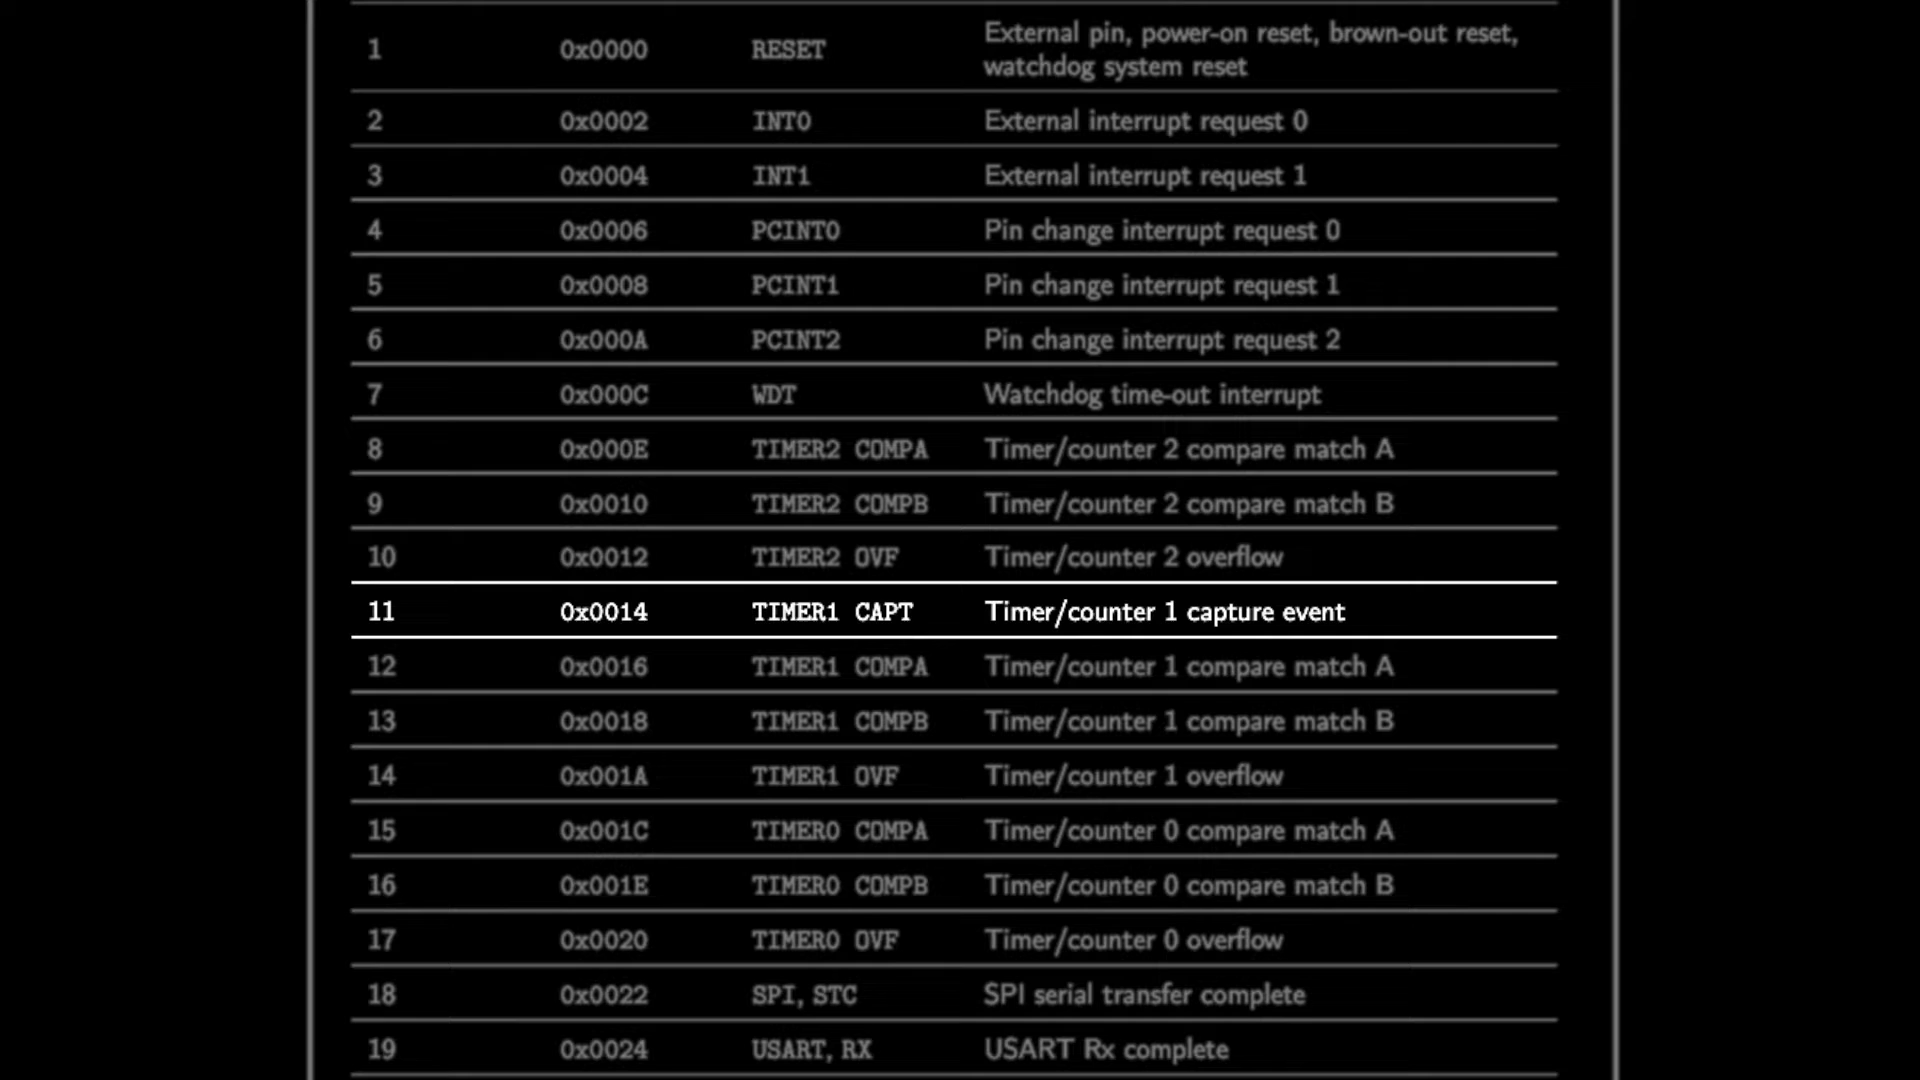 1 0x0000 RESET External pin, power-on reset, brown-out reset,
watchdog system reset
2 0x0002 INT0 External interrupt request 0
3 0x0004 INT1 External interrupt request 1
4 0x0006 PCINT0 Pin change interrupt request 0
5 0x0008 PCINT1 Pin change interrupt request 1
6 0x000A PCINT2 Pin change interrupt request 2
7 0x000C WDT Watchdog time-out interrupt
8 0x000E TIMER2 COMPA Timer/counter 2 compare match A
9 0x0010 TIMER2 COMPB Timer/counter 2 compare match B
10 0x0012 TIMER2 OVF Timer/counter 2 overflow
11 0x0014 TIMER1 CAPT Timer/counter 1 capture event
12 0x0016 TIMER1 COMPA Timer/counter 1 compare match A
13 0x0018 TIMER1 COMPB Timer/counter 1 compare match B
14 0x001A TIMER1 OVF Timer/counter 1 overflow
15 0x001C TIMER0 COMPA Timer/counter 0 compare match A
16 0x001E TIMER0 COMPB Timer/counter 0 compare match B
17 0x0020 TIMER0 OVF Timer/counter 0 overflow
18 0x0022 SPI, STC SPI serial transfer complete
19 0x0024 USART, RX USART Rx complete